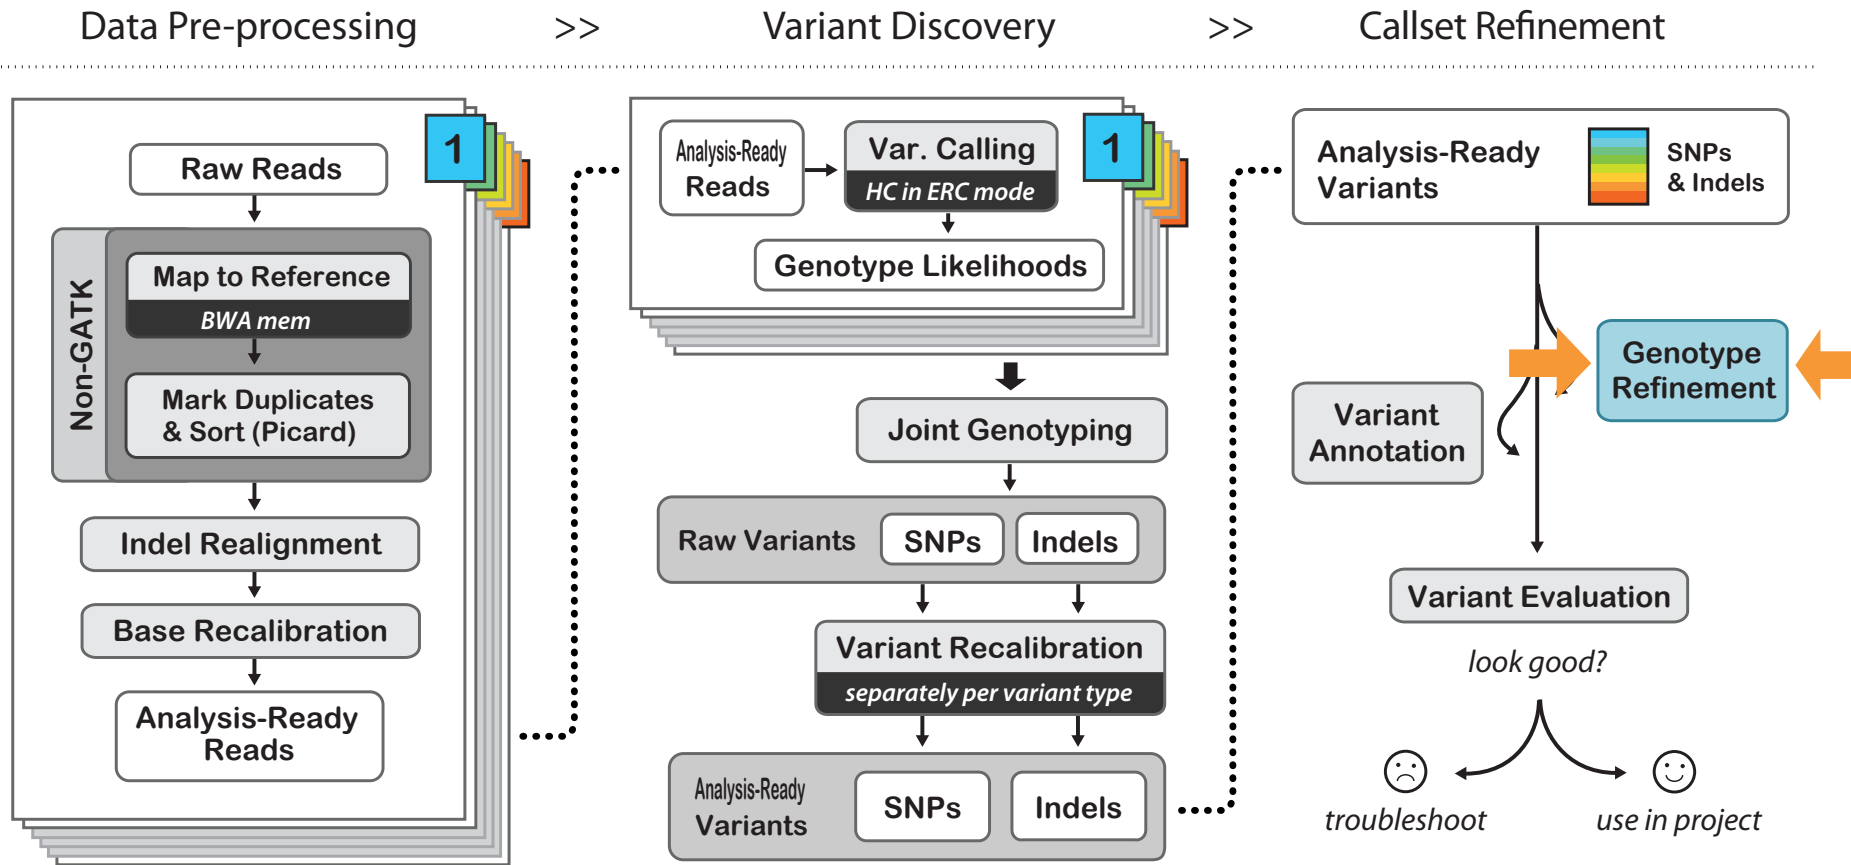 Data Pre-processing >> Variant Discovery >> Callset Refinement
1
Raw Reads
Non-GATK
Map to Reference
BWA mem
Mark Duplicates
& Sort (Picard)
Indel Realignment
Base Recalibration
Analysis-Ready
Reads
1
Analysis-Ready
Reads
Var. Calling
HC in ERC mode
Genotype Likelihoods
Joint Genotyping
Raw Variants
SNPs
Indels
Variant Recalibration
separately per variant type
Analysis-Ready
Variants
SNPs
Indels
Analysis-Ready
Variants
SNPs
& Indels
Genotype
Refinement
Variant
Annotation
Variant Evaluation
look good?
troubleshoot
use in project